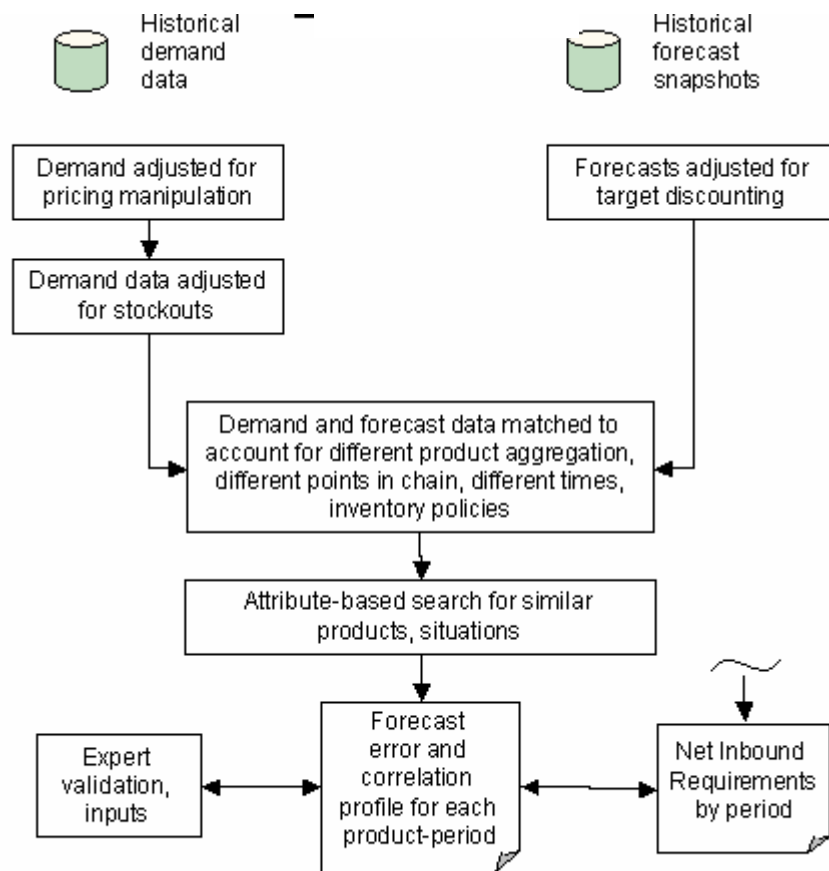 Historical
demand
data
Historical
forecast
snapshots
Demand adjusted for
pricing manipulation
Forecasts adjusted for
target discounting
Demand data adjusted
for stockouts
Demand and forecast data matched to
account for different product aggregation,
different points in chain, different times,
inventory policies
Attribute-based search for similar
products, situations
Expert
validation,
inputs
Forecast
error and
correlation
profile for each
product-period
Net Inbound
Requirements
by period